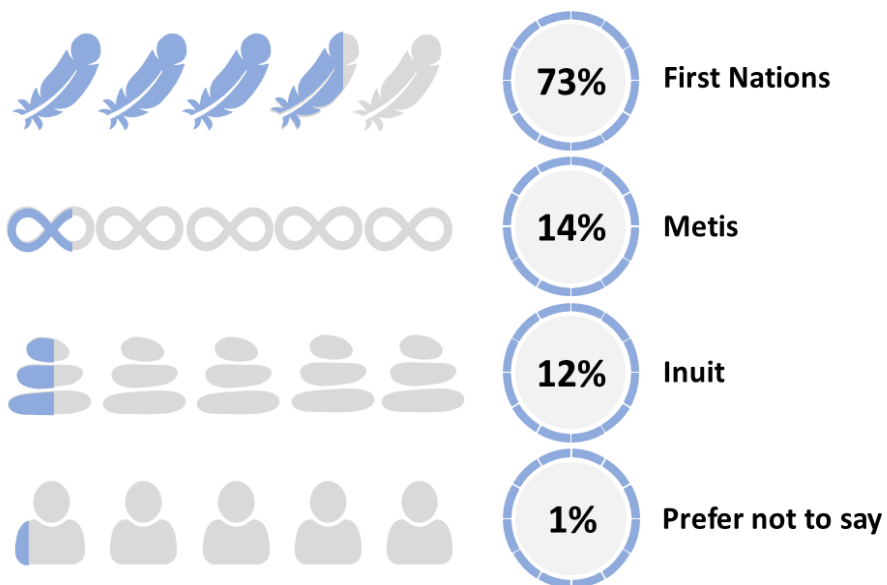 73% First Nations
14% Metis
12% Inuit
1% Prefer not to say